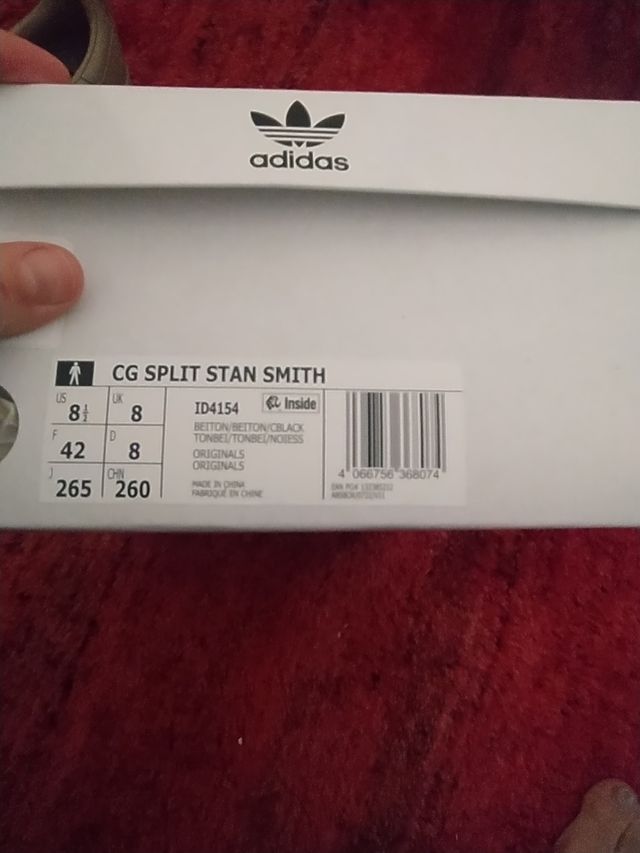 adidas
CG SPLIT STAN SMITH
US 8½ UK 8
F 42 D 8
J 265 CHN 260
ID4154
Inside
BEITON/BEITON/CBLACK
TONBEI/TONBEI/NOIESS
ORIGINALS
ORIGINALS
MADE IN CHINA
FABRIQUÉ EN CHINE
4 066756 368074